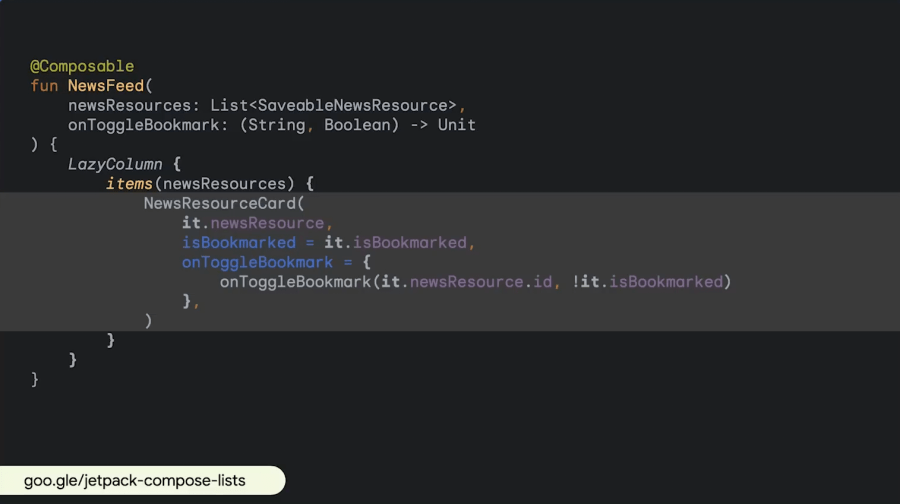 @Composable
fun NewsFeed(
    newsResources: List<SaveableNewsResource>,
    onToggleBookmark: (String, Boolean) -> Unit
) {
    LazyColumn {
        items(newsResources) {
            NewsResourceCard(
                it.newsResource,
                isBookmarked = it.isBookmarked,
                onToggleBookmark = {
                    onToggleBookmark(it.newsResource.id, !it.isBookmarked)
                },
            )
        }
    }
}
goo.gle/jetpack-compose-lists